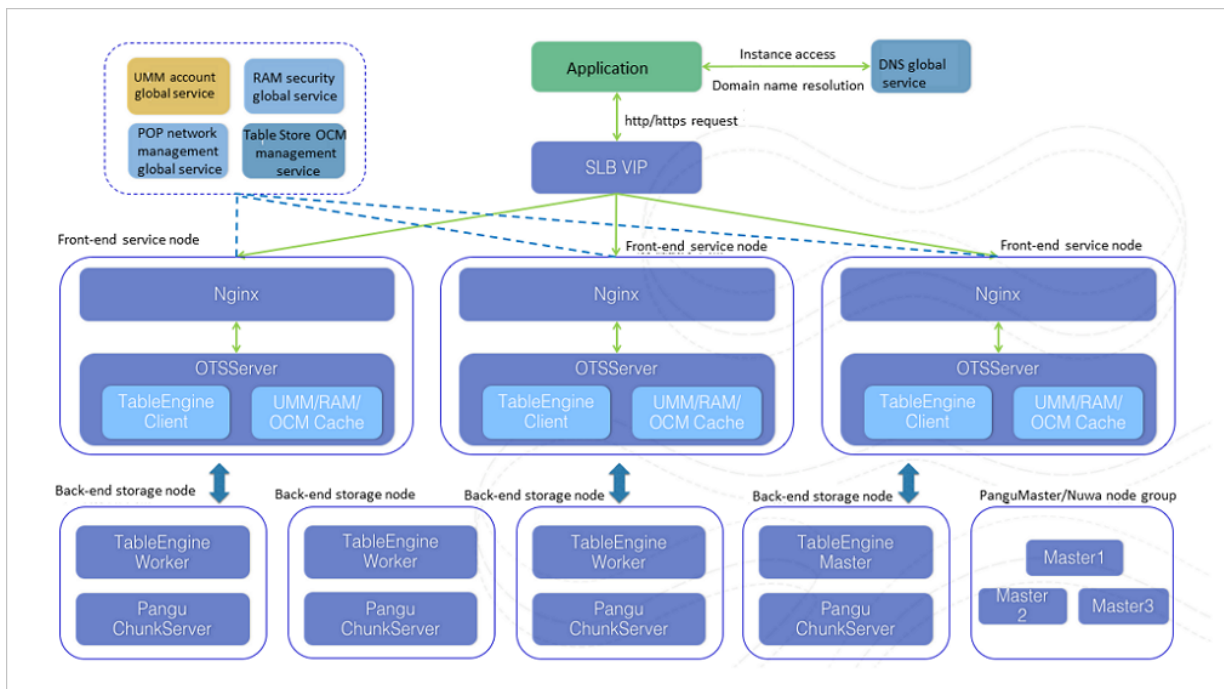 UMM account
global service
RAM security
global service
POP network
management
global service
Table Store OCM
management
service
Application
Instance access
Domain name resolution
DNS global
service
http/https request
SLB VIP
Front-end service node
Front-end service node
Front-end service node
Nginx
Nginx
Nginx
OTSServer
TableEngine
Client
UMM/RAM/
OCM Cache
OTSServer
TableEngine
Client
UMM/RAM/
OCM Cache
OTSServer
TableEngine
Client
UMM/RAM/
OCM Cache
Back-end storage node
Back-end storage node
Back-end storage node
Back-end storage node
PanguMaster/Nuwa node group
TableEngine
Worker
Pangu
ChunkServer
TableEngine
Worker
Pangu
ChunkServer
TableEngine
Worker
Pangu
ChunkServer
TableEngine
Master
Pangu
ChunkServer
Master1
Master
2
Master3